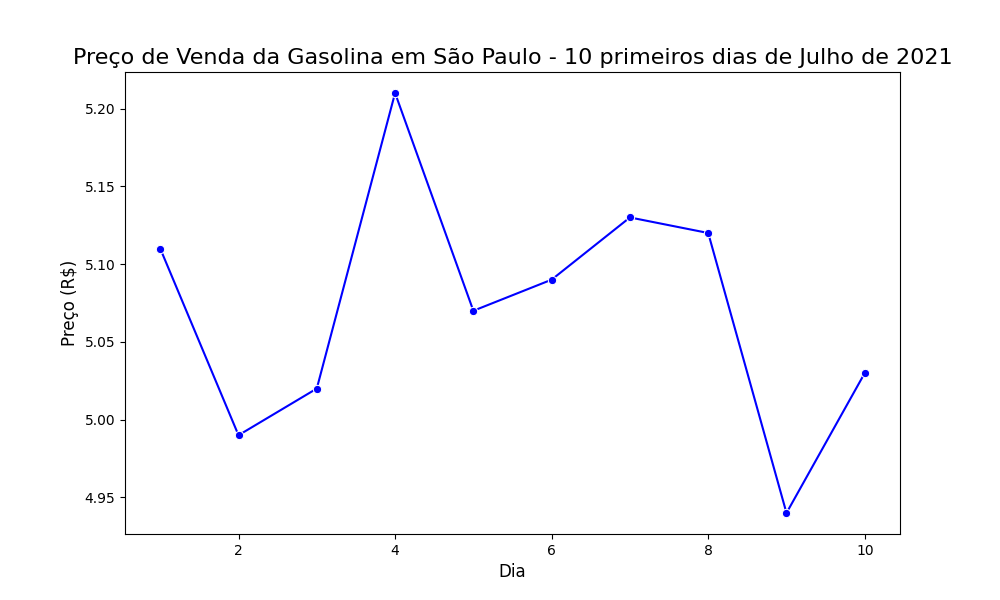 Preço de Venda da Gasolina em São Paulo - 10 primeiros dias de Julho de 2021
5.20
5.15
5.10
5.05
5.00
4.95
Preço (R$)
2 4 6 8 10
Dia